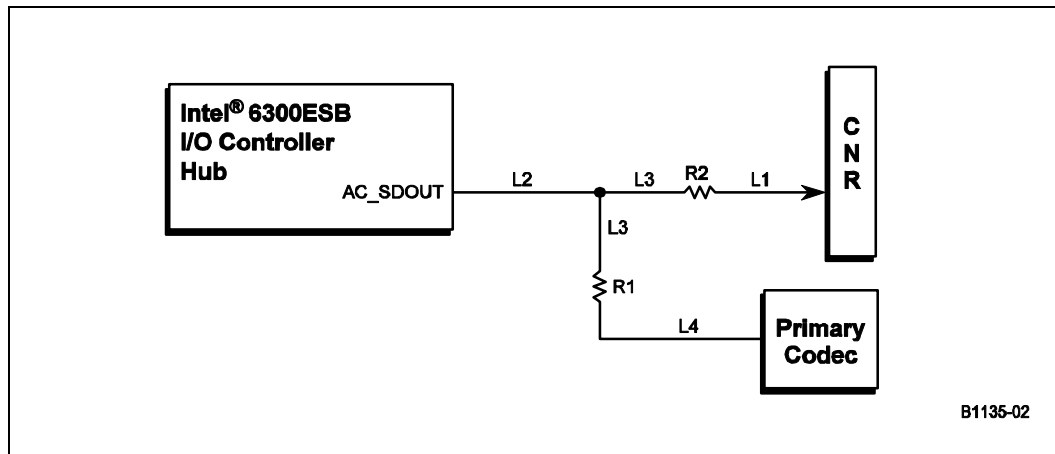 Intel® 6300ESB
I/O Controller
Hub
AC_SDOUT
L2
L3
R2
L1
C
N
R
L3
R1
L4
Primary
Codec
B1135-02